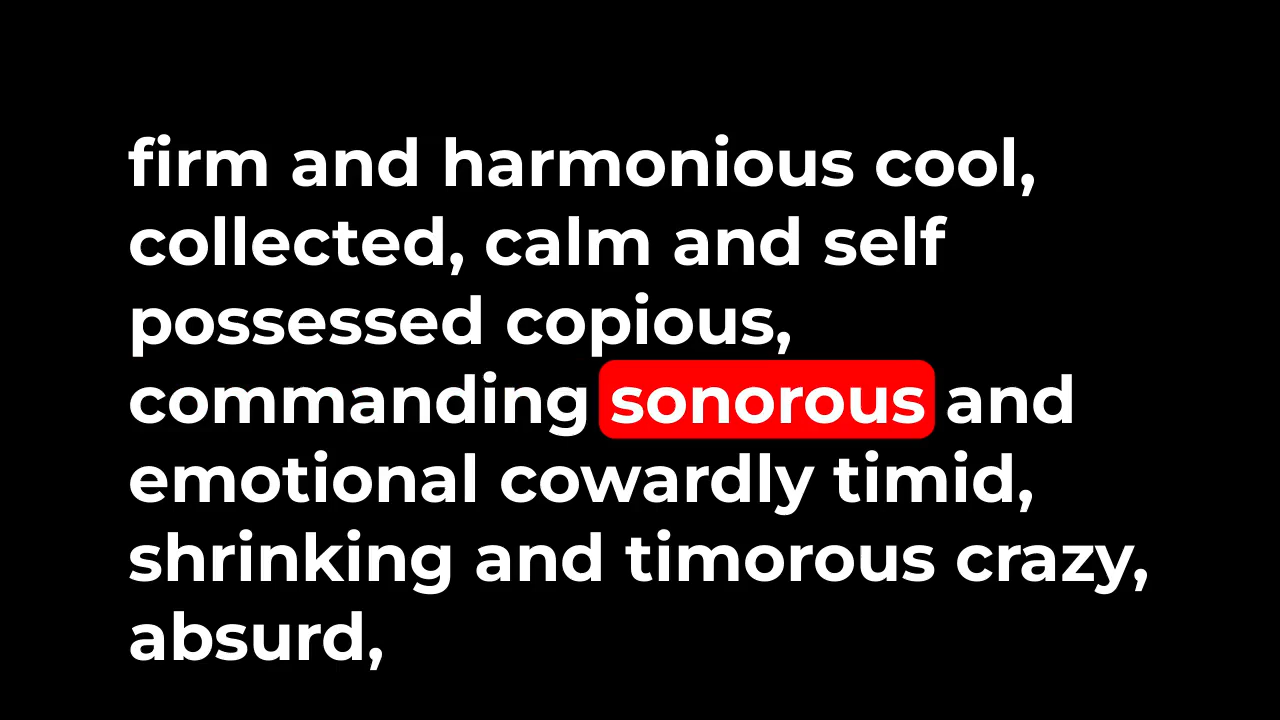 firm and harmonious cool,
collected, calm and self
possessed copious,
commanding sonorous and
emotional cowardly timid,
shrinking and timorous crazy,
absurd,